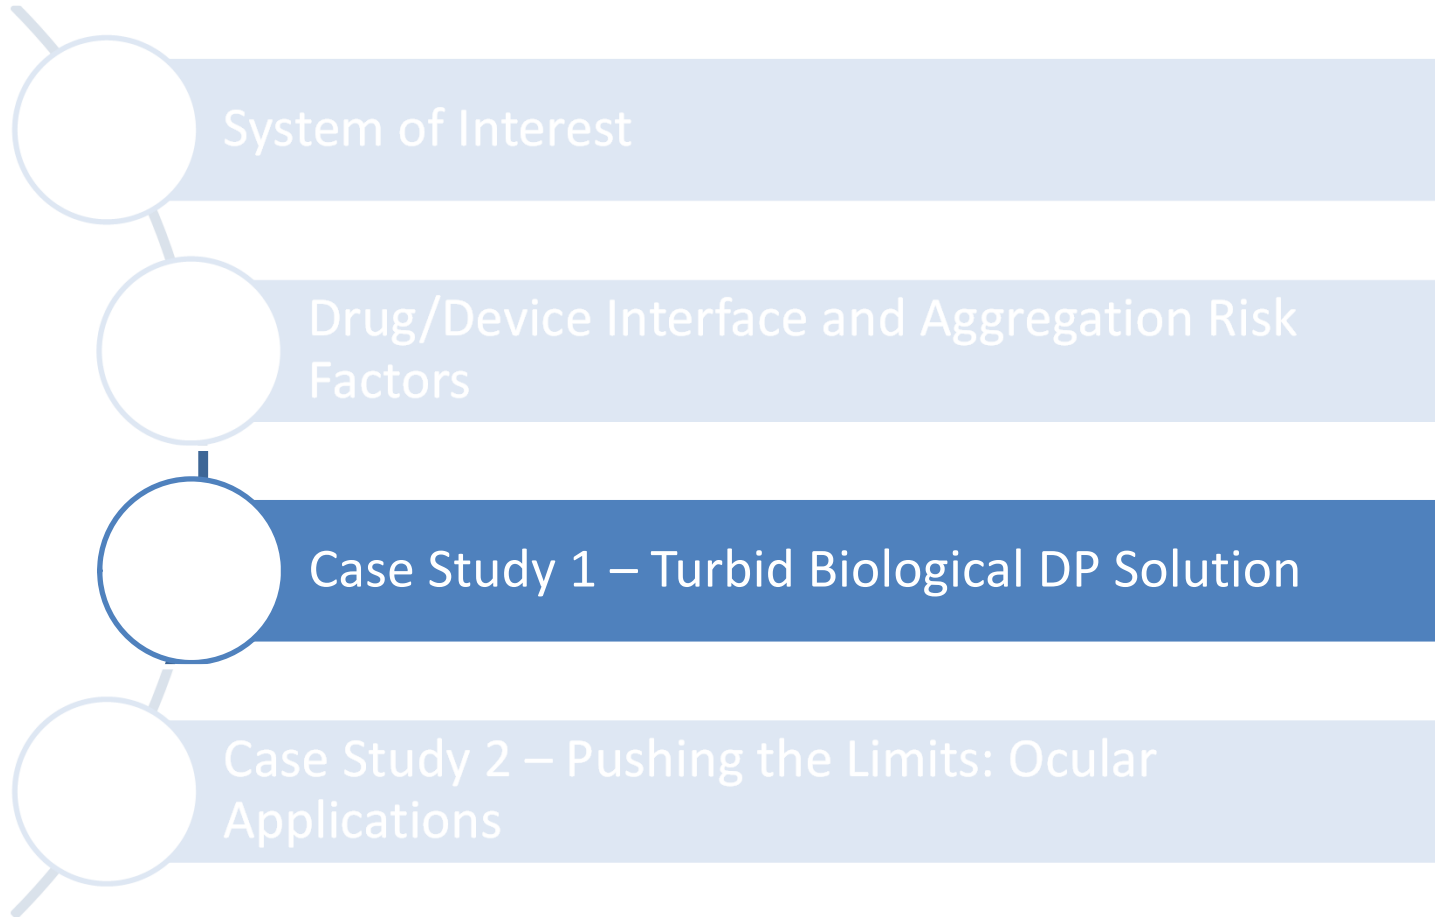 System of Interest
Drug/Device Interface and Aggregation Risk
Factors
Case Study 1 – Turbid Biological DP Solution
Case Study 2 – Pushing the Limits: Ocular
Applications